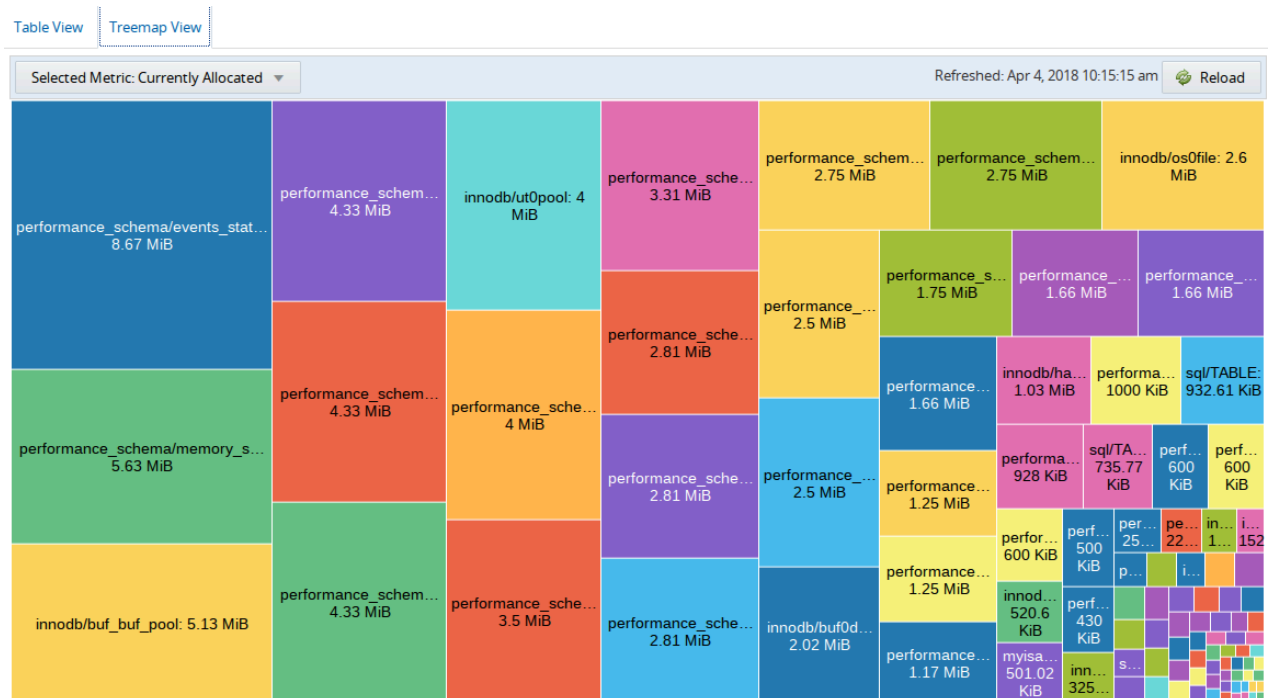 Table View
Treemap View
Selected Metric: Currently Allocated
Refreshed: Apr 4, 2018 10:15:15 am
Reload
performance_schema/events_stat...
8.67 MiB
performance_schema/memory_s...
5.63 MiB
innodb/buf_buf_pool: 5.13 MiB
performance_schem...
4.33 MiB
performance_schem...
4.33 MiB
performance_schem...
4.33 MiB
innodb/ut0pool: 4
MiB
performance_sche...
4 MiB
performance_sche...
3.5 MiB
performance_sche...
3.31 MiB
performance_sche...
2.81 MiB
performance_sche...
2.81 MiB
performance_sche...
2.81 MiB
performance_schem...
2.75 MiB
performance_schem...
2.75 MiB
innodb/os0file: 2.6
MiB
performance_...
2.5 MiB
performance_...
2.5 MiB
innodb/buf0d...
2.02 MiB
performance_s...
1.75 MiB
performance_...
1.66 MiB
performance_...
1.66 MiB
performance...
1.66 MiB
performance...
1.25 MiB
performance...
1.25 MiB
performance...
1.17 MiB
innodb/ha...
1.03 MiB
performa...
1000 KiB
sql/TABLE:
932.61 KiB
performa...
928 KiB
sql/TA...
735.77
KiB
perf...
600
KiB
perf...
600
KiB
perfor...
600 KiB
innod...
520.6
KiB
myisa...
501.02
KiB
perf...
500
KiB
perf...
430
KiB
inn...
325...
per...
25...
pe...
22...
in...
1...
i...
152
p...
i...
s...